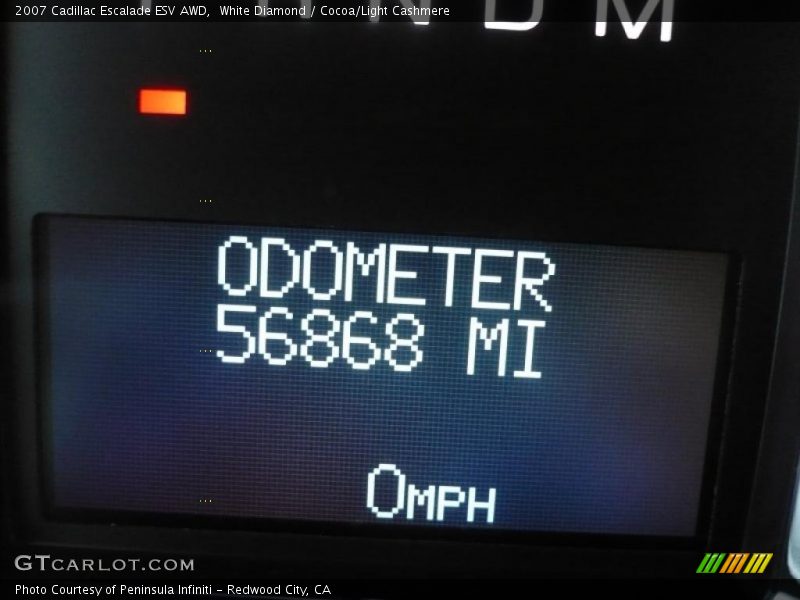 2007 Cadillac Escalade ESV AWD, White Diamond / Cocoa/Light Cashmere
N D M
ODOMETER
56868 MI
0MPH
GTCARLOT.COM
Photo Courtesy of Peninsula Infiniti - Redwood City, CA